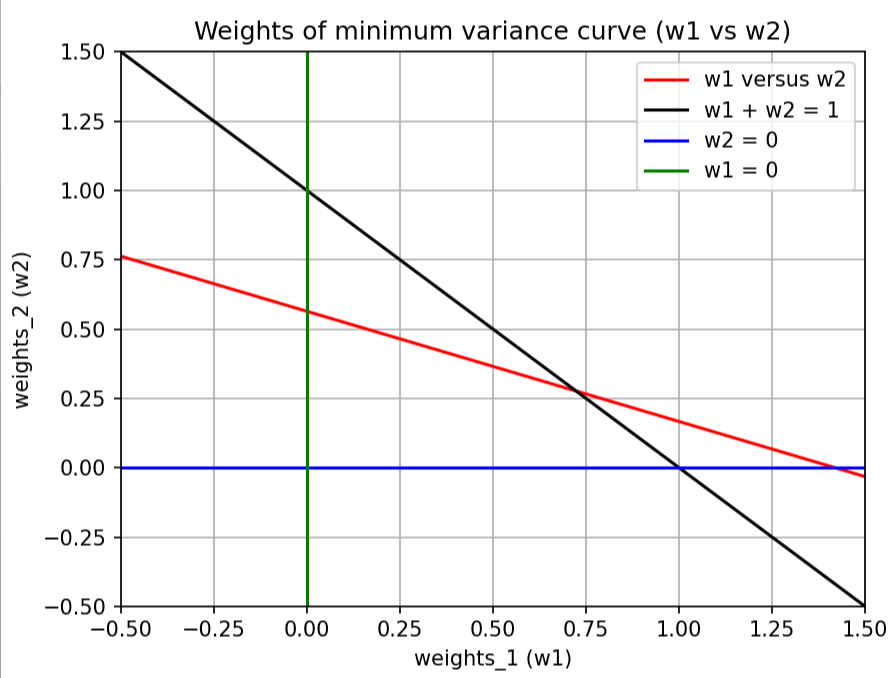 Weights of minimum variance curve (w1 vs w2)
w1 versus w2
w1 + w2 = 1
w2 = 0
w1 = 0
weights_2 (w2)
1.50
1.25
1.00
0.75
0.50
0.25
0.00
−0.25
−0.50
−0.50 −0.25 0.00 0.25 0.50 0.75 1.00 1.25 1.50
weights_1 (w1)